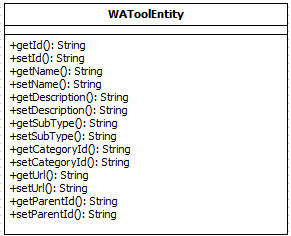 WAToolEntity
+getId(): String
+setId(): String
+getName(): String
+setName(): String
+getDescription(): String
+setDescription(): String
+getSubType(): String
+setSubType(): String
+getCategoryId(): String
+setCategoryId(): String
+getUrl(): String
+setUrl(): String
+getParentId(): String
+setParentId(): String